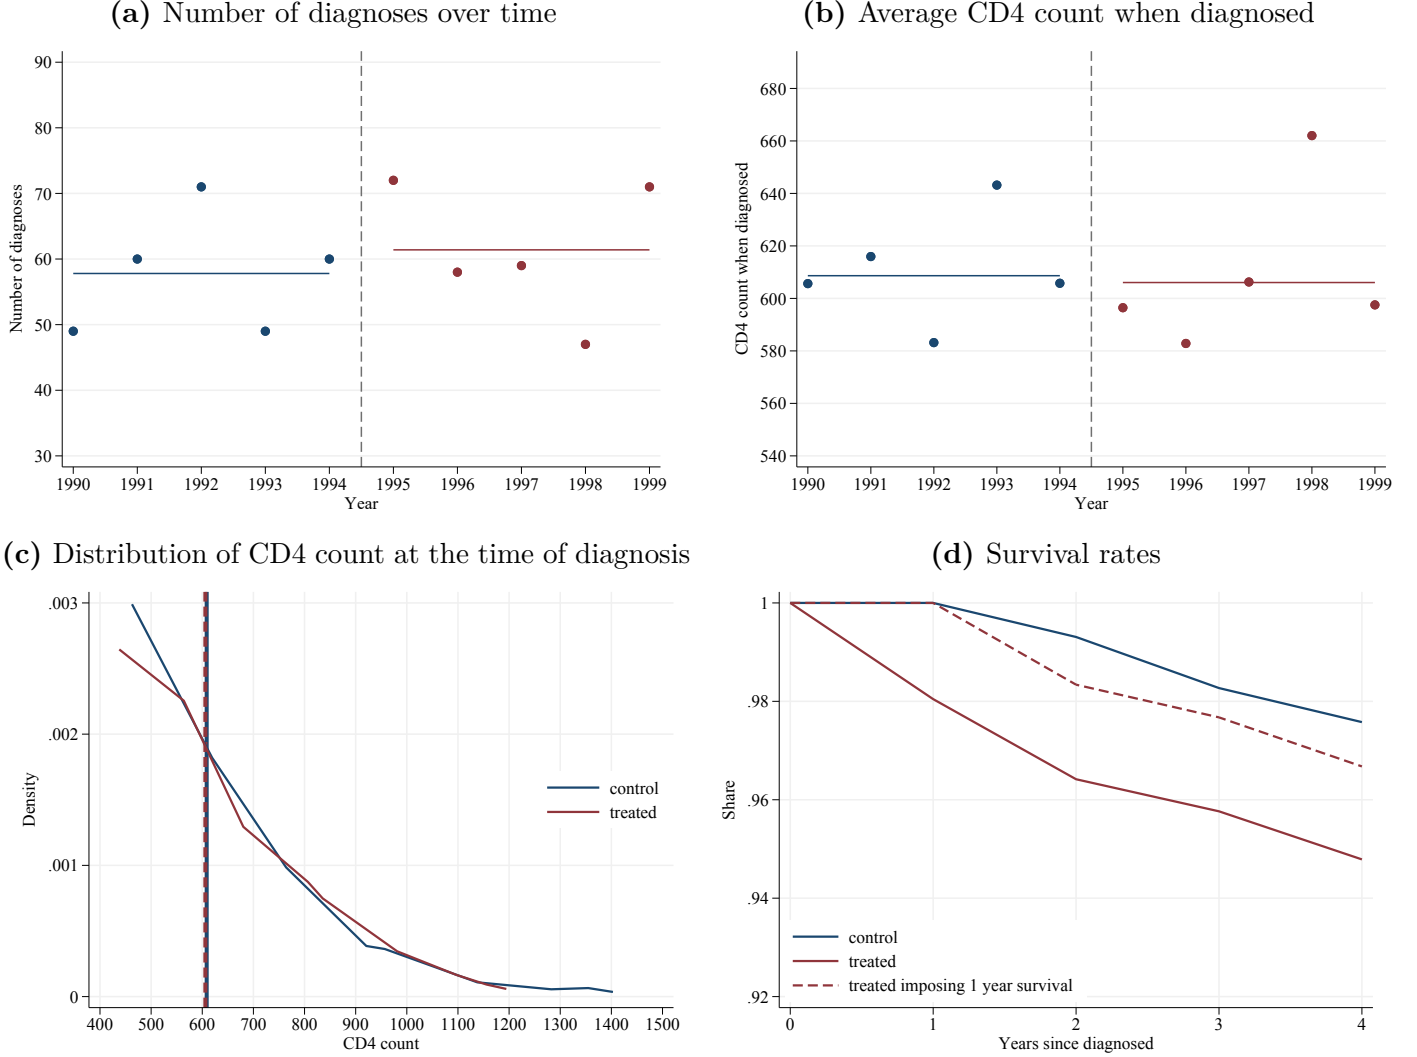 (a) Number of diagnoses over time
90
80
70
60
50
40
30
Number of diagnoses
1990 1991 1992 1993 1994 1995 1996 1997 1998 1999
Year
(b) Average CD4 count when diagnosed
680
660
640
620
600
580
560
540
CD4 count when diagnosed
1990 1991 1992 1993 1994 1995 1996 1997 1998 1999
Year
(c) Distribution of CD4 count at the time of diagnosis
.003
.002
.001
0
Density
control
treated
400 500 600 700 800 900 1000 1100 1200 1300 1400 1500
CD4 count
(d) Survival rates
1
.98
.96
.94
.92
Share
control
treated
treated imposing 1 year survival
0 1 2 3 4
Years since diagnosed